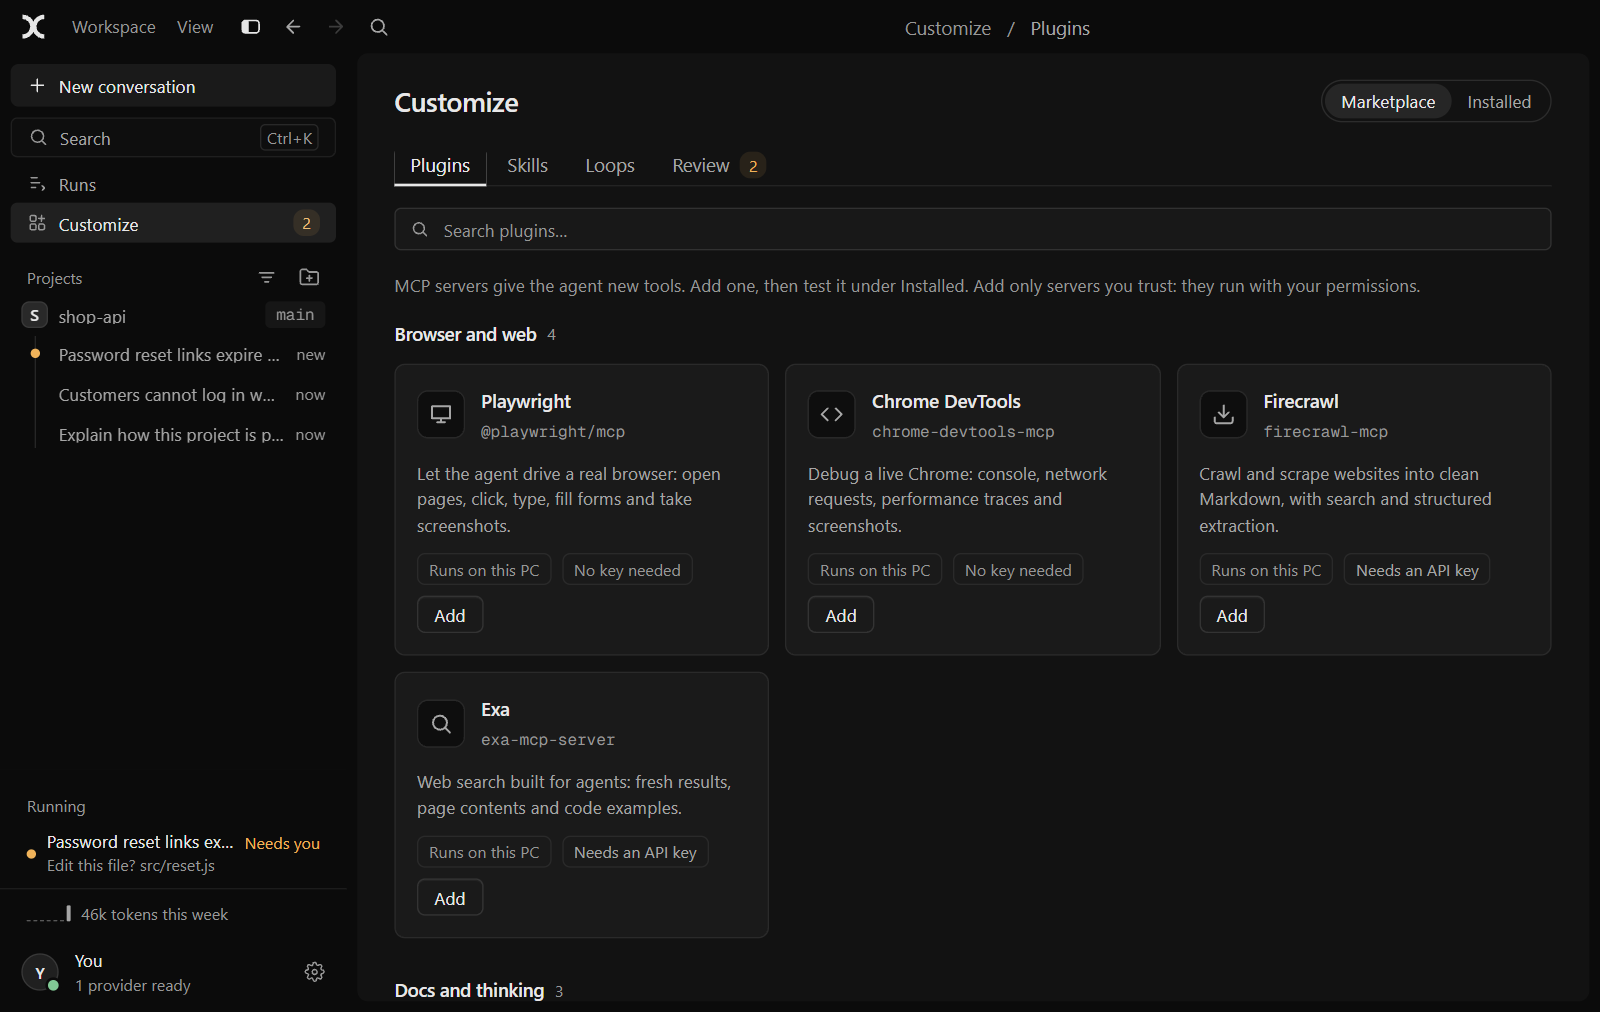 Workspace View
Customize / Plugins
New conversation
Search Ctrl+K
Runs
Customize 2
Projects
S shop-api main
Password reset links expire ... new
Customers cannot log in w... now
Explain how this project is p... now
Running
Password reset links ex... Needs you
Edit this file? src/reset.js
46k tokens this week
Y You
1 provider ready
Customize
Marketplace Installed
Plugins Skills Loops Review 2
Search plugins...
MCP servers give the agent new tools. Add one, then test it under Installed. Add only servers you trust: they run with your permissions.
Browser and web 4
Playwright
@playwright/mcp
Let the agent drive a real browser: open
pages, click, type, fill forms and take
screenshots.
Runs on this PC No key needed
Add
Chrome DevTools
chrome-devtools-mcp
Debug a live Chrome: console, network
requests, performance traces and
screenshots.
Runs on this PC No key needed
Add
Firecrawl
firecrawl-mcp
Crawl and scrape websites into clean
Markdown, with search and structured
extraction.
Runs on this PC Needs an API key
Add
Exa
exa-mcp-server
Web search built for agents: fresh results,
page contents and code examples.
Runs on this PC Needs an API key
Add
Docs and thinking 3